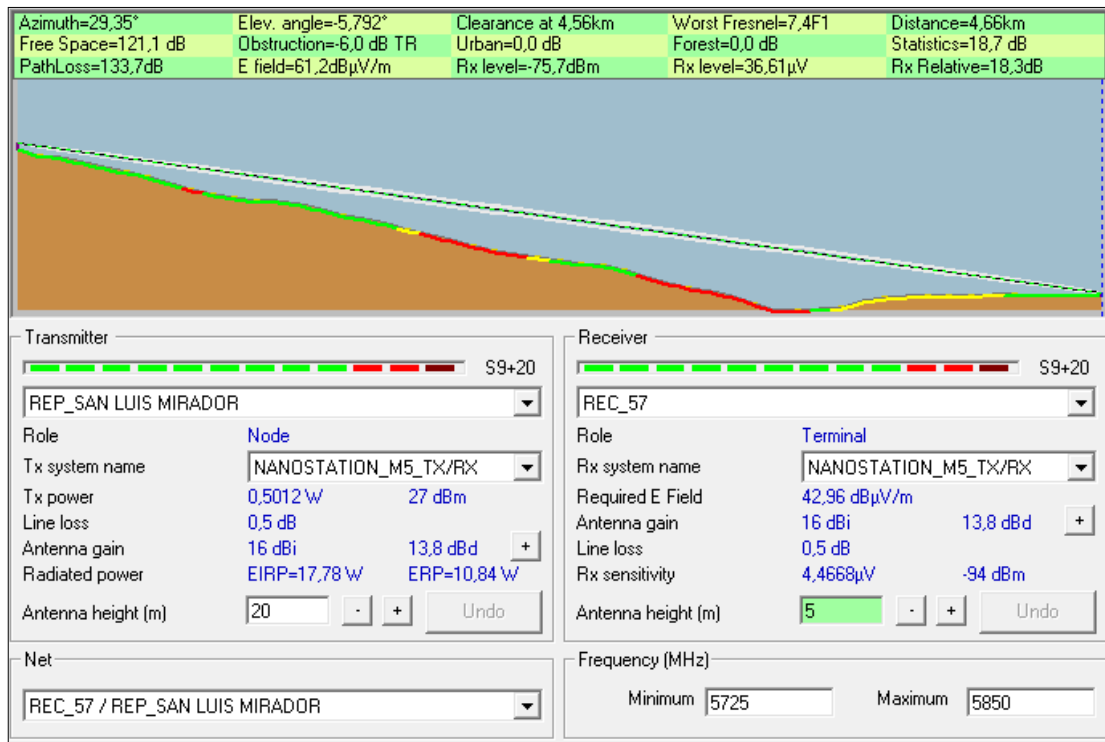 Azimuth=29,35° Elev. angle=-5,792° Clearance at 4,56km Worst Fresnel=7,4F1 Distance=4,66km
Free Space=121,1 dB Obstruction=-6,0 dB TR Urban=0,0 dB Forest=0,0 dB Statistics=18,7 dB
PathLoss=133,7dB E field=61,2dBµV/m Rx level=-75,7dBm Rx level=36,61µV Rx Relative=18,3dB
Transmitter
S9+20
REP_SAN LUIS MIRADOR
Role Node
Tx system name NANOSTATION_M5_TX/RX
Tx power 0,5012 W 27 dBm
Line loss 0,5 dB
Antenna gain 16 dBi 13,8 dBd +
Radiated power EIRP=17,78 W ERP=10,84 W
Antenna height (m) 20 - + Undo
Receiver
S9+20
REC_57
Role Terminal
Rx system name NANOSTATION_M5_TX/RX
Required E Field 42,96 dBµV/m
Antenna gain 16 dBi 13,8 dBd +
Line loss 0,5 dB
Rx sensitivity 4,4668µV -94 dBm
Antenna height (m) 5 - + Undo
Net
REC_57 / REP_SAN LUIS MIRADOR
Frequency (MHz)
Minimum 5725 Maximum 5850